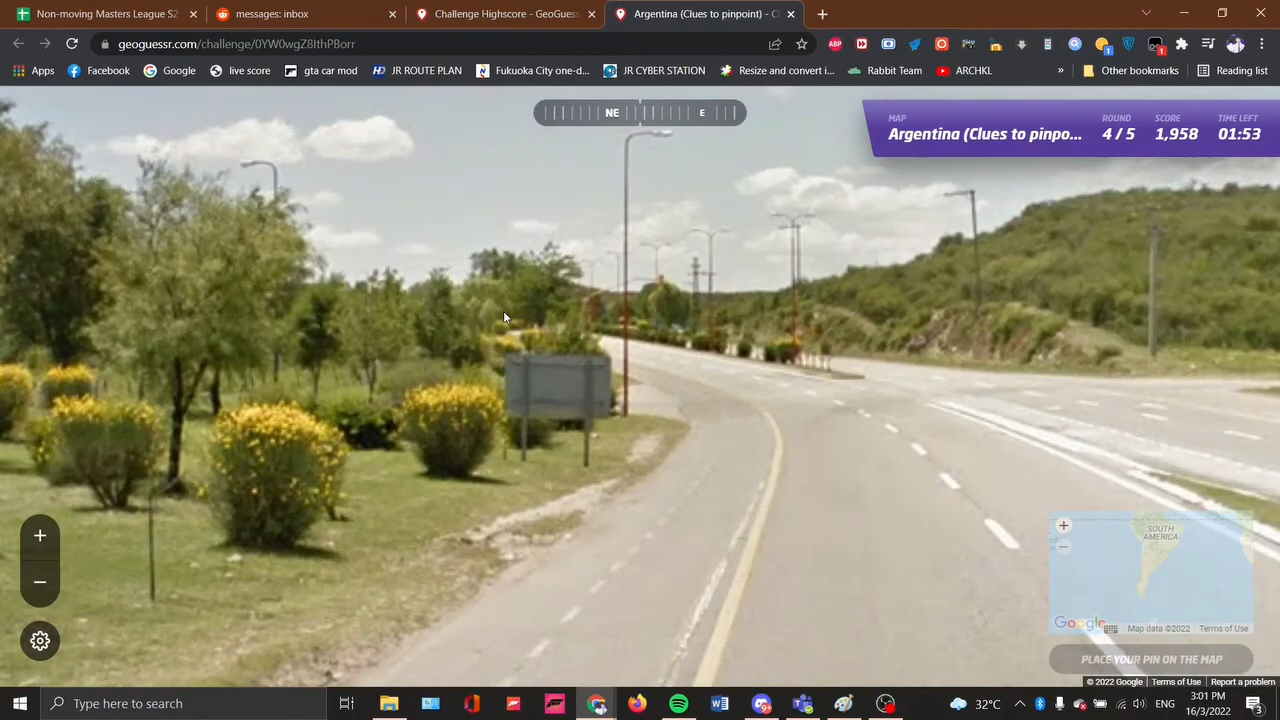 Non-moving Masters League S2
messages: inbox
Challenge Highscore - GeoGuess
Argentina (Clues to pinpoint) - C
geoguessr.com/challenge/0YW0wgZ8IthPBorr
ABP
Apps
Facebook
Google
live score
gta car mod
JR ROUTE PLAN
Fukuoka City one-d...
JR CYBER STATION
Resize and convert i...
Rabbit Team
ARCHKL
»
Other bookmarks
Reading list
NE
E
MAP
ROUND
SCORE
TIME LEFT
Argentina (Clues to pinpo...
4 / 5
1,958
01:53
+
−
+
−
SOUTH
AMERICA
Google
Map data ©2022
Terms of Use
PLACE YOUR PIN ON THE MAP
© 2022 Google
Terms of Use
Report a problem
Type here to search
32°C
ENG
3:01 PM
16/3/2022
3